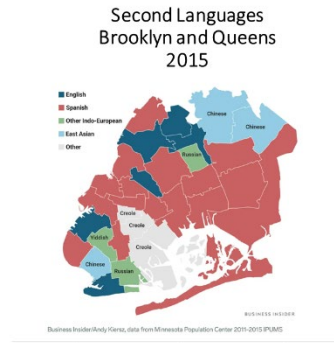 Second Languages
Brooklyn and Queens
2015
English
Spanish
Other Indo-European
East Asian
Other
Chinese
Chinese
Russian
Creole
Creole
Creole
Yiddish
Chinese
Russian
BUSINESS INSIDER
Business Insider/Andy Kiersz, data from Minnesota Population Center 2011-2015 IPUMS